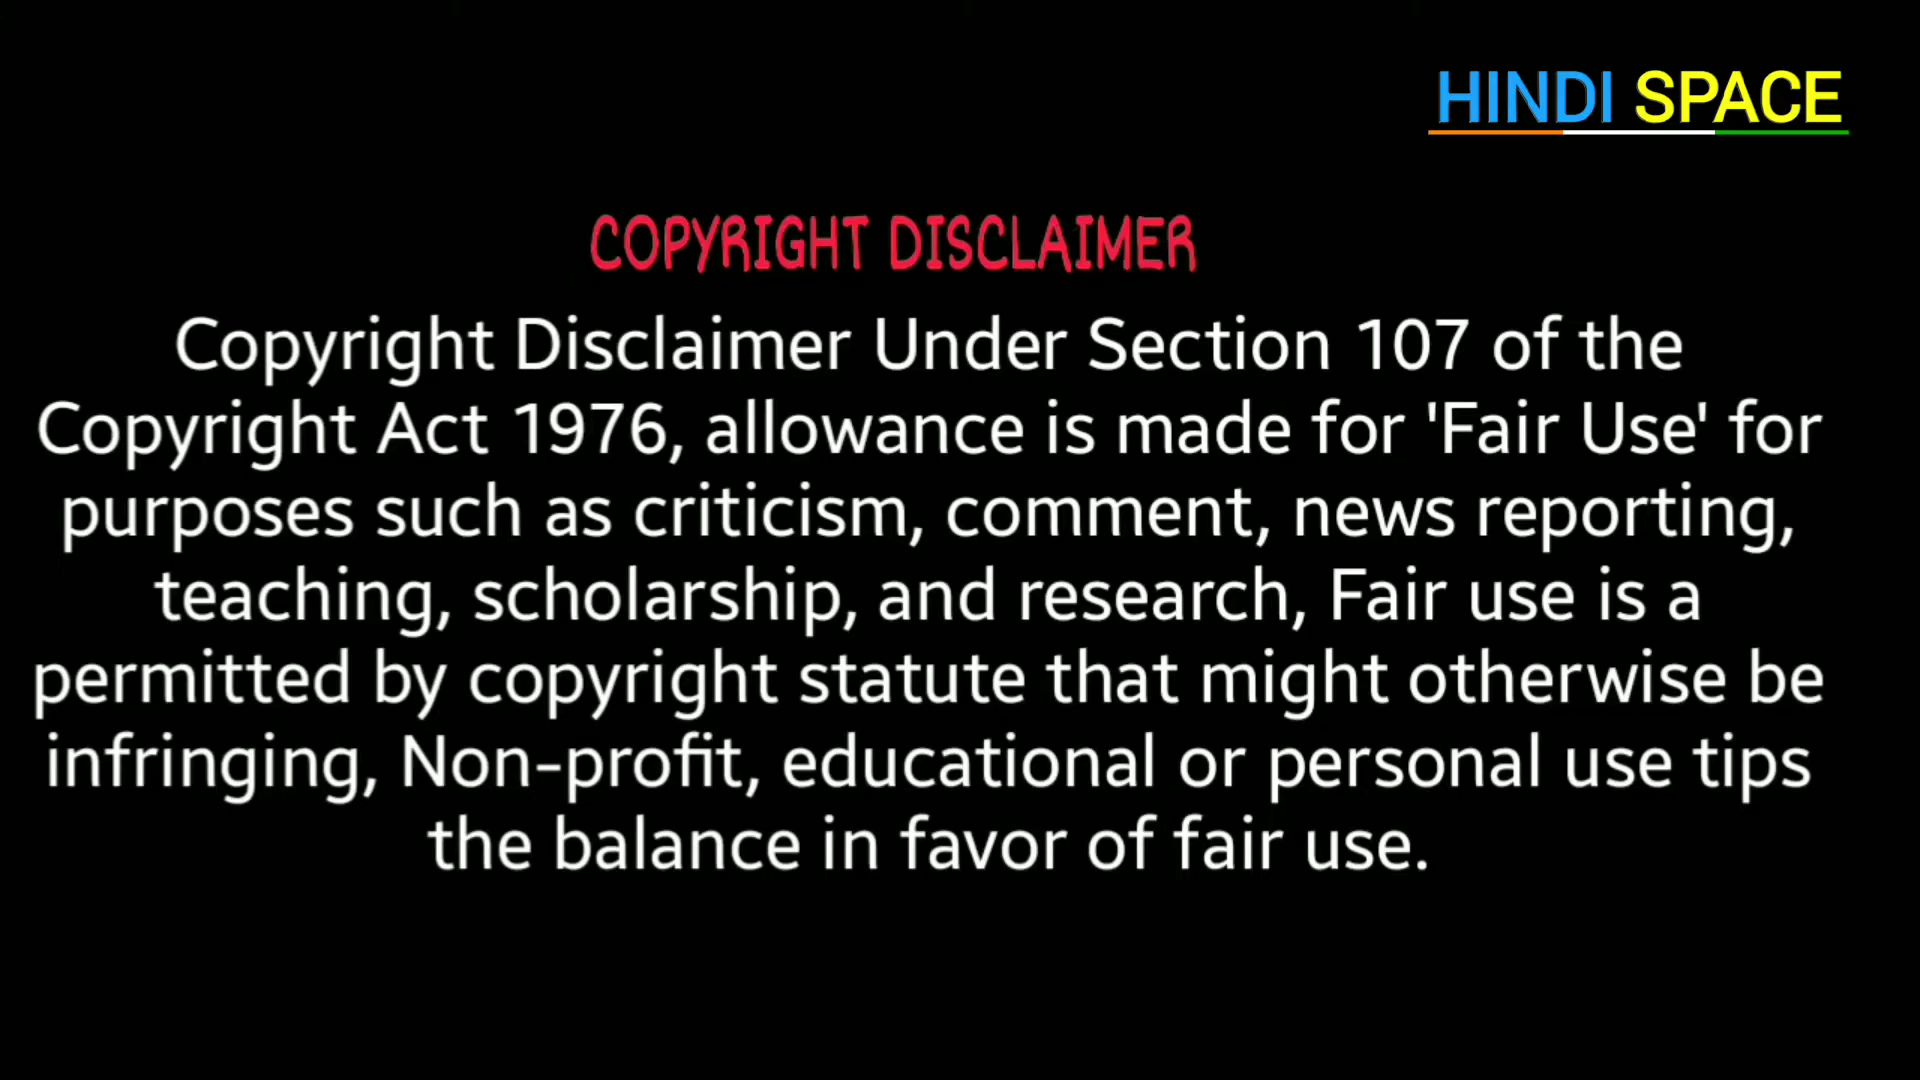 HINDI SPACE
COPYRIGHT DISCLAIMER
Copyright Disclaimer Under Section 107 of the
Copyright Act 1976, allowance is made for 'Fair Use' for
purposes such as criticism, comment, news reporting,
teaching, scholarship, and research, Fair use is a
permitted by copyright statute that might otherwise be
infringing, Non-profit, educational or personal use tips
the balance in favor of fair use.